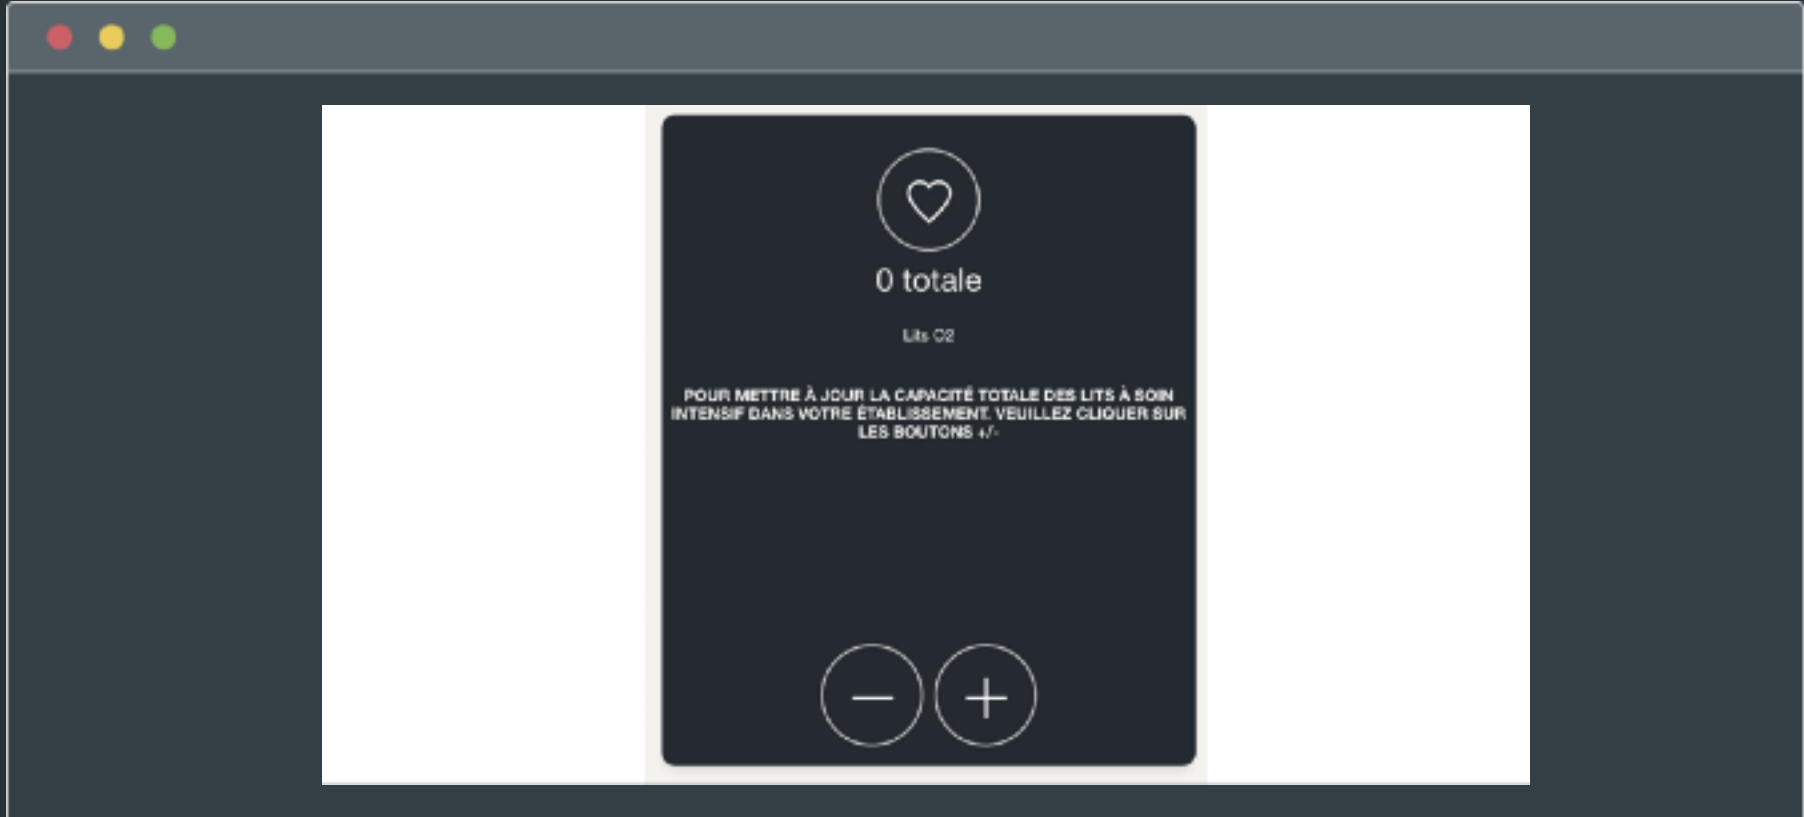 0 totale
Lits O2
POUR METTRE À JOUR LA CAPACITÉ TOTALE DES LITS À SOIN
INTENSIF DANS VOTRE ÉTABLISSEMENT. VEUILLEZ CLIQUER SUR
LES BOUTONS +/-